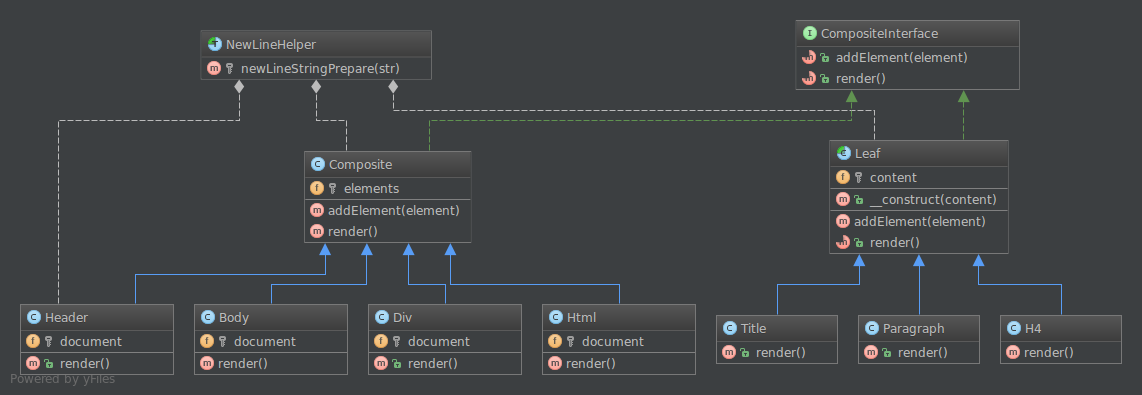 NewLineHelper
newLineStringPrepare(str)
CompositeInterface
addElement(element)
render()
Composite
elements
addElement(element)
render()
Leaf
content
__construct(content)
addElement(element)
render()
Header
document
render()
Body
document
render()
Div
document
render()
Html
document
render()
Title
render()
Paragraph
render()
H4
render()
Powered by yFiles